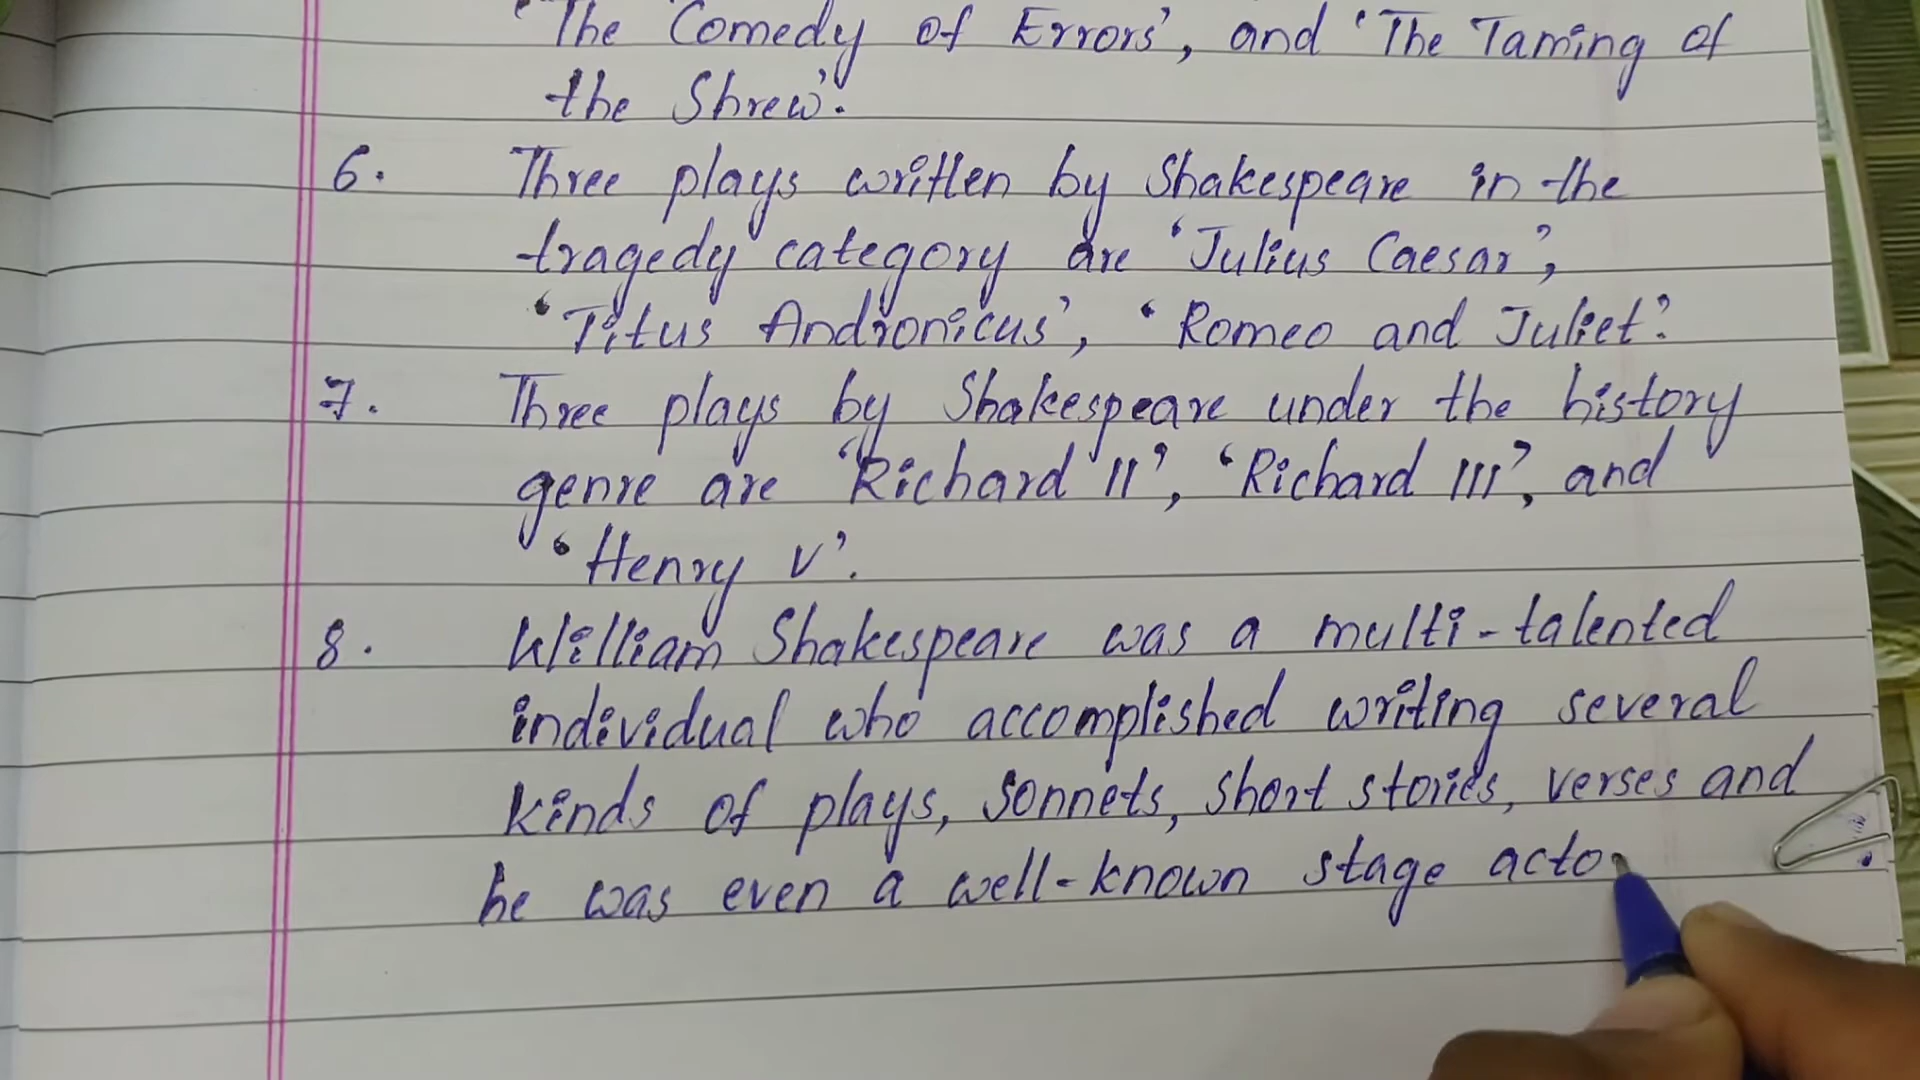 'The Comedy of Errors', and 'The Taming of
the Shrew'.
6. Three plays written by Shakespeare in the
tragedy category are 'Julius Caesar',
'Titus Andronicus', 'Romeo and Juliet'.
7. Three plays by Shakespeare under the history
genre are 'Richard II', 'Richard III', and
'Henry V'.
8. William Shakespeare was a multi-talented
individual who accomplished writing several
kinds of plays, sonnets, short stories, verses and
he was even a well-known stage acto